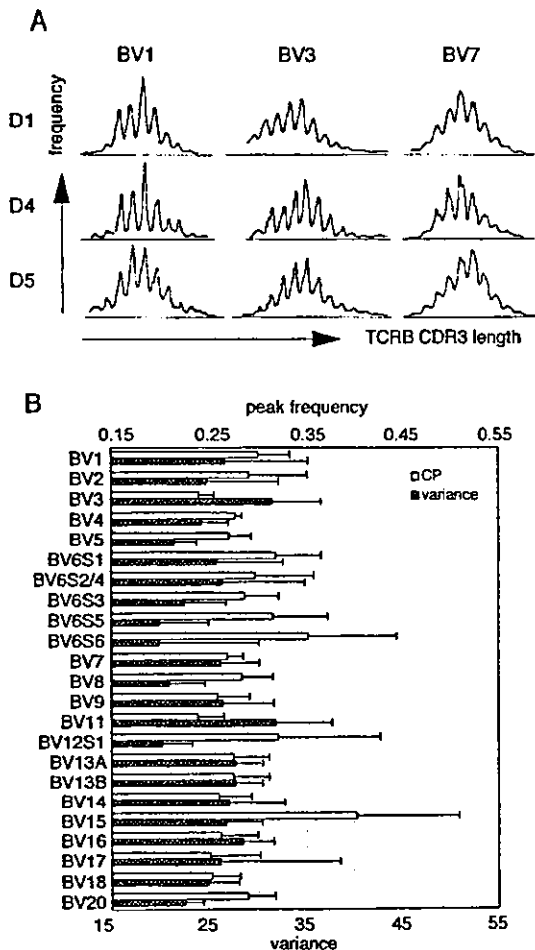 A
BV1 BV3 BV7
D1
frequency
D4
D5
TCRB CDR3 length
B
peak frequency
0.15 0.25 0.35 0.45 0.55
CP
variance
BV1
BV2
BV3
BV4
BV5
BV6S1
BV6S2/4
BV6S3
BV6S5
BV6S6
BV7
BV8
BV9
BV11
BV12S1
BV13A
BV13B
BV14
BV15
BV16
BV17
BV18
BV20
15 25 35 45 55
variance